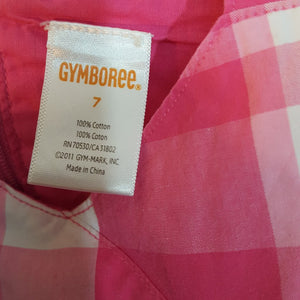 GYMBOREE®
7
100% Cotton
100% Coton
RN 70530/CA 31802
©2011 GYM-MARK, INC
Made in China